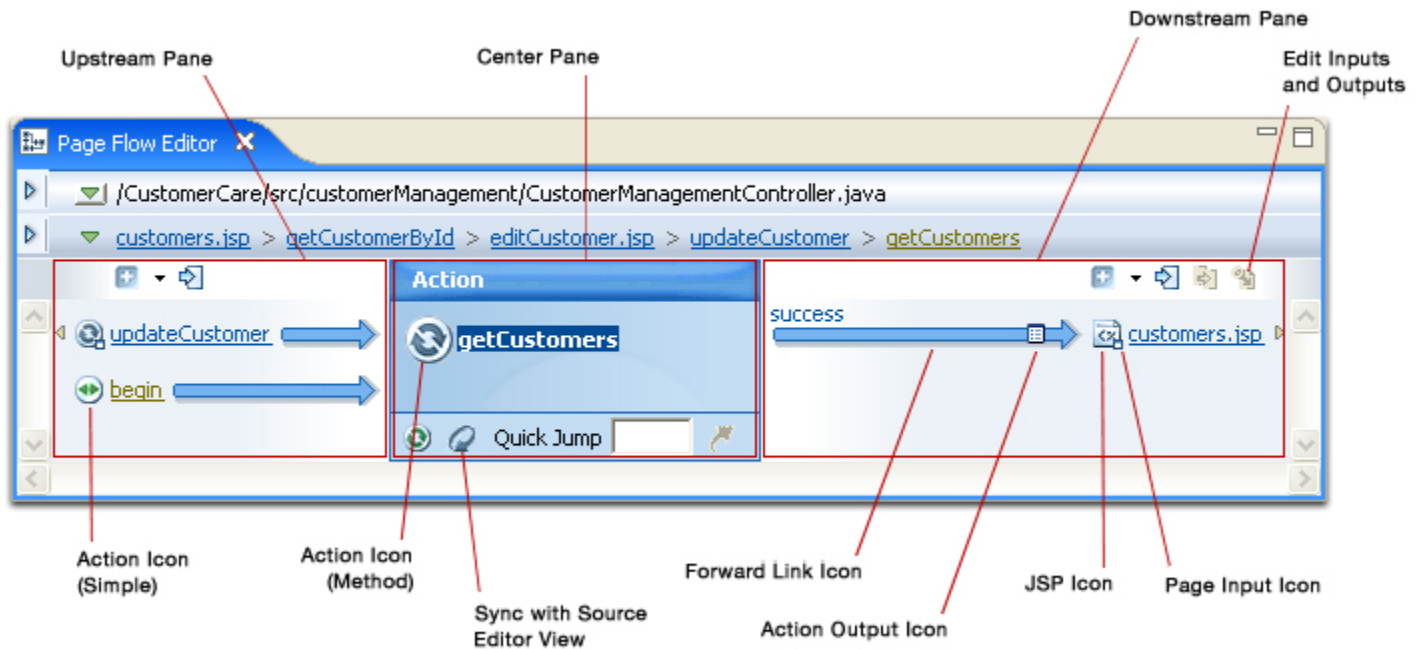 Downstream Pane
Upstream Pane
Center Pane
Edit Inputs
and Outputs
Page Flow Editor
/CustomerCare/src/customerManagement/CustomerManagementController.java
customers.jsp > getCustomerById > editCustomer.jsp > updateCustomer > getCustomers
Action
updateCustomer
getCustomers
success
customers.jsp
begin
Quick Jump
Action Icon
(Simple)
Action Icon
(Method)
Sync with Source
Editor View
Forward Link Icon
Action Output Icon
JSP Icon
Page Input Icon